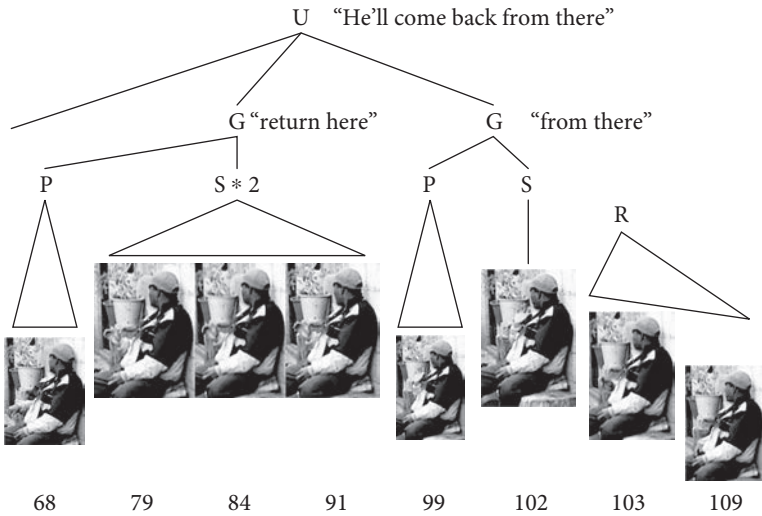 U “He’ll come back from there”
G “return here” G “from there”
P S ∗ 2 P S
R
68 79 84 91 99 102 103 109